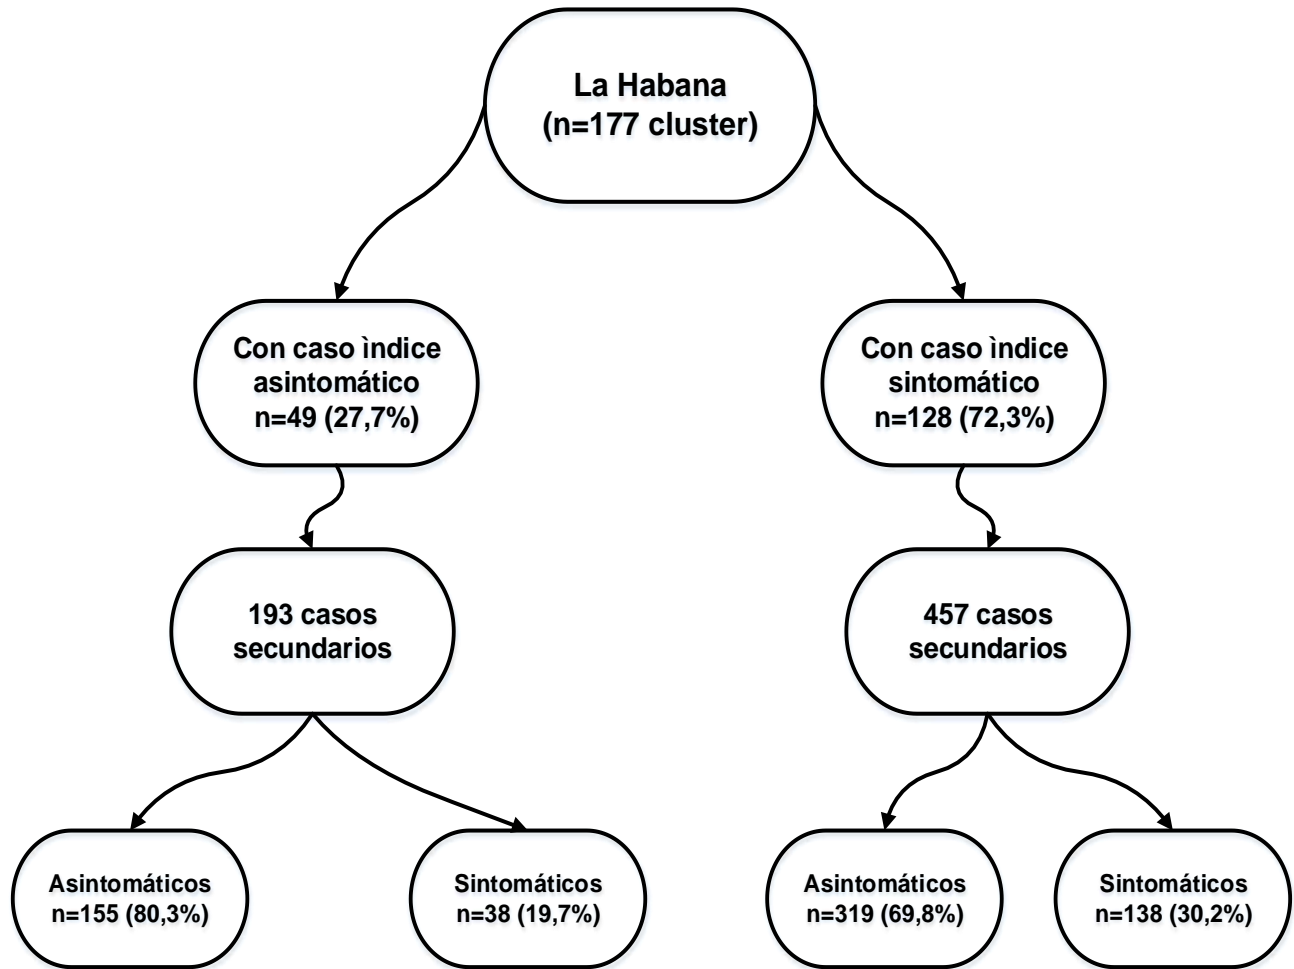 La Habana
(n=177 cluster)
Con caso ìndice
asintomático
n=49 (27,7%)
Con caso ìndice
sintomático
n=128 (72,3%)
193 casos
secundarios
457 casos
secundarios
Asintomáticos
n=155 (80,3%)
Sintomáticos
n=38 (19,7%)
Asintomáticos
n=319 (69,8%)
Sintomáticos
n=138 (30,2%)